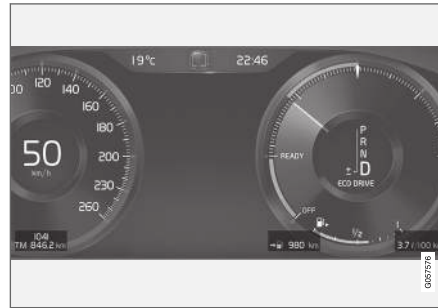 19°C 22:46
00 120 140
160
180
200
230
260
50
km/h
1041
TM 846.2 km
P
R
N
±-D
ECO DRIVE
READY
OFF
1/2
1
980 km
3.7 /100 k
G057576